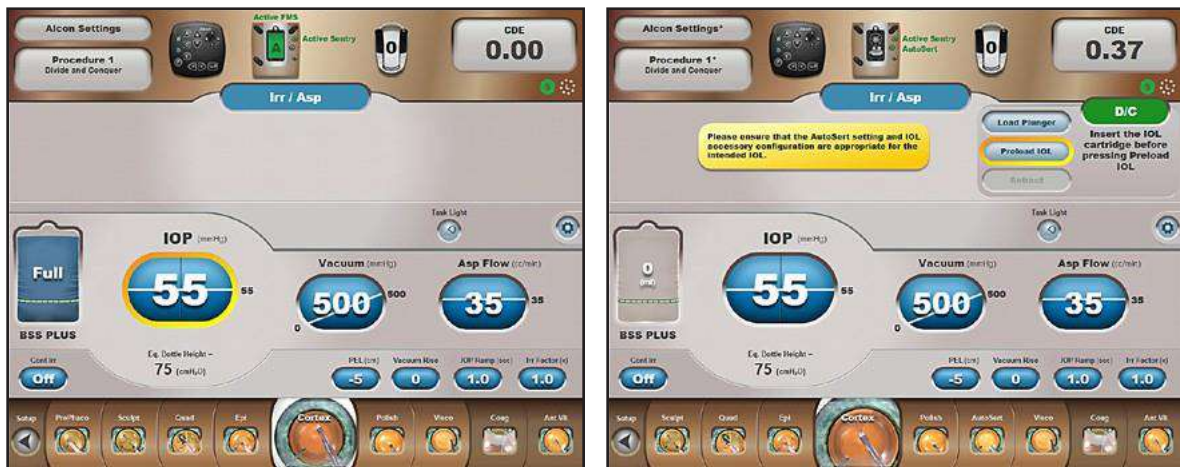 Alcon Settings
Procedure 1
Divide and Conquer
Active FMS
A
Active Sentry
0
CDE
0.00
Irr / Asp
Task Light
Full
BSS PLUS
IOP (mmHg)
55
55
Vacuum (mmHg)
500
500
0
Asp Flow (cc/min)
35
35
Cont Irr
Off
Eq. Bottle Height -
75 (cmH₂O)
PEL (cm)
-5
Vacuum Rise
0
IOP Ramp (sec)
1.0
Irr Factor (x)
1.0
Setup
PrePhaco
Sculpt
Quad
Epi
Cortex
Polish
Visco
Coag
Ant Vit
Alcon Settings*
Procedure 1*
Divide and Conquer
Active Sentry
AutoSert
0
CDE
0.37
Irr / Asp
Please ensure that the AutoSert setting and IOL
accessory configuration are appropriate for the
intended IOL.
Load Plunger
Preload IOL
Retract
D/C
Insert the IOL
cartridge before
pressing Preload
IOL
Task Light
0
(ml)
BSS PLUS
IOP (mmHg)
55
55
Vacuum (mmHg)
500
500
0
Asp Flow (cc/min)
35
35
Cont Irr
Off
Eq. Bottle Height -
75 (cmH₂O)
PEL (cm)
-5
Vacuum Rise
0
IOP Ramp (sec)
1.0
Irr Factor (x)
1.0
Setup
Sculpt
Quad
Epi
Cortex
Polish
AutoSert
Visco
Coag
Ant Vit